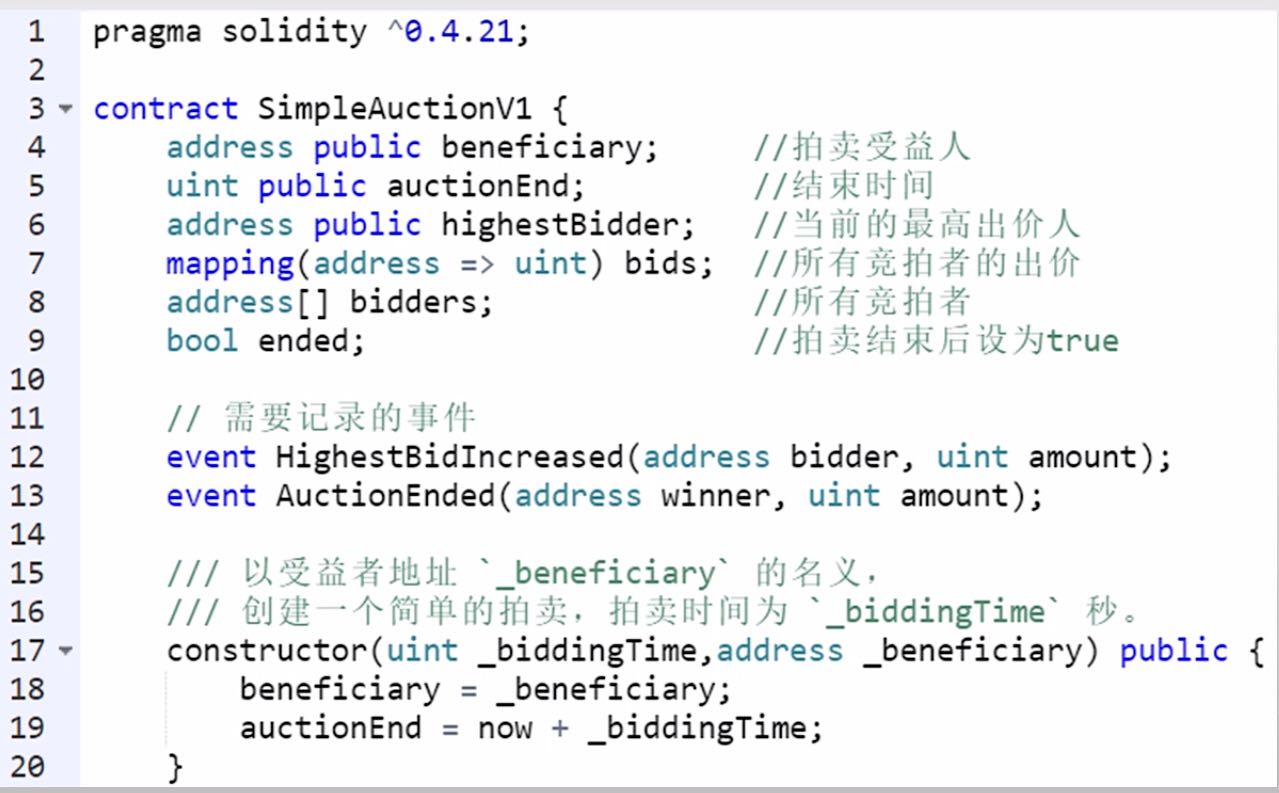 1 pragma solidity ^0.4.21;
2
3 contract SimpleAuctionV1 {
4 address public beneficiary; //拍卖受益人
5 uint public auctionEnd; //结束时间
6 address public highestBidder; //当前的最高出价人
7 mapping(address => uint) bids; //所有竞拍者的出价
8 address[] bidders; //所有竞拍者
9 bool ended; //拍卖结束后设为true
10
11 // 需要记录的事件
12 event HighestBidIncreased(address bidder, uint amount);
13 event AuctionEnded(address winner, uint amount);
14
15 /// 以受益者地址 `_beneficiary` 的名义，
16 /// 创建一个简单的拍卖，拍卖时间为 `_biddingTime` 秒。
17 constructor(uint _biddingTime,address _beneficiary) public {
18 beneficiary = _beneficiary;
19 auctionEnd = now + _biddingTime;
20 }